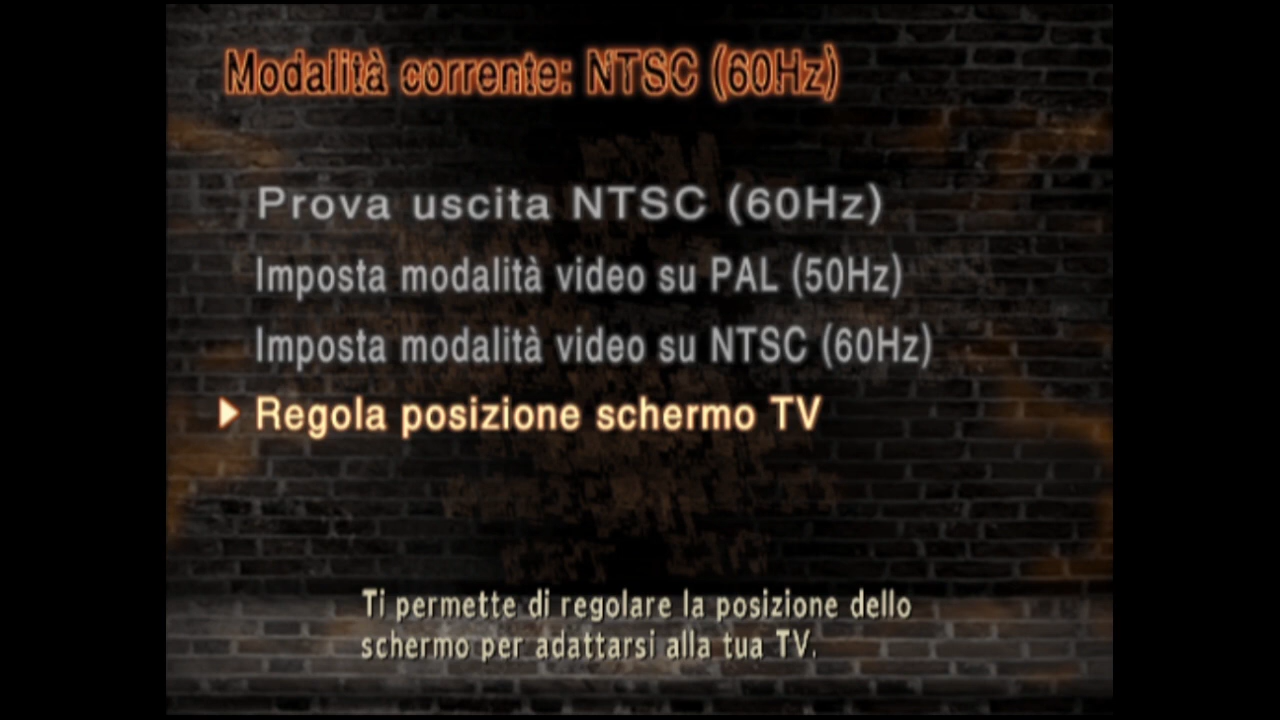 Modalità corrente: NTSC (60Hz)
Prova uscita NTSC (60Hz)
Imposta modalità video su PAL (50Hz)
Imposta modalità video su NTSC (60Hz)
Regola posizione schermo TV
Ti permette di regolare la posizione dello
schermo per adattarsi alla tua TV.